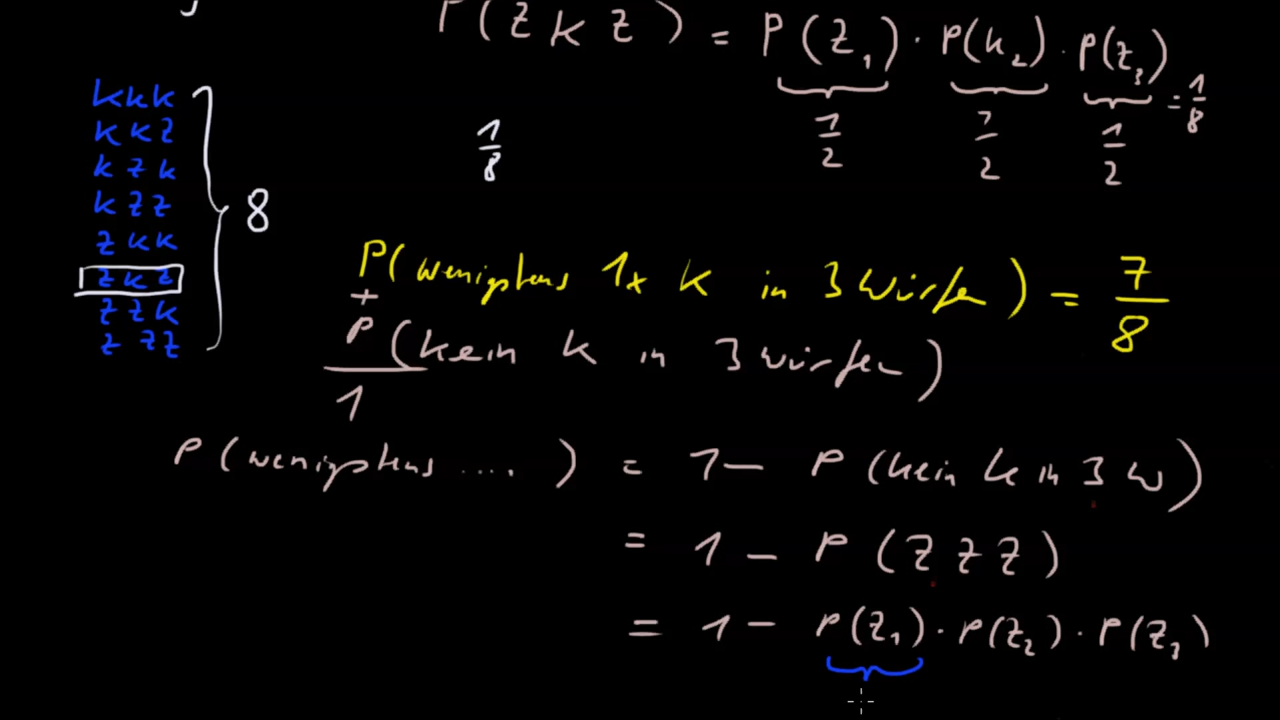 P(Z K Z) = P(Z₁) · P(K₂) · P(Z₃)
1/2 1/2 1/2 = 1/8
KKK
KKZ
KZK
KZZ
ZKK
ZKZ
ZZK
ZZZ
8
1/8
P(wenigstens 1x K in 3 Würfen) = 7/8
+
P(kein K in 3 Würfen)
1
P(wenigstens ....) = 1 - P(kein K in 3 W)
= 1 - P(ZZZ)
= 1 - P(Z₁) · P(Z₂) · P(Z₃)